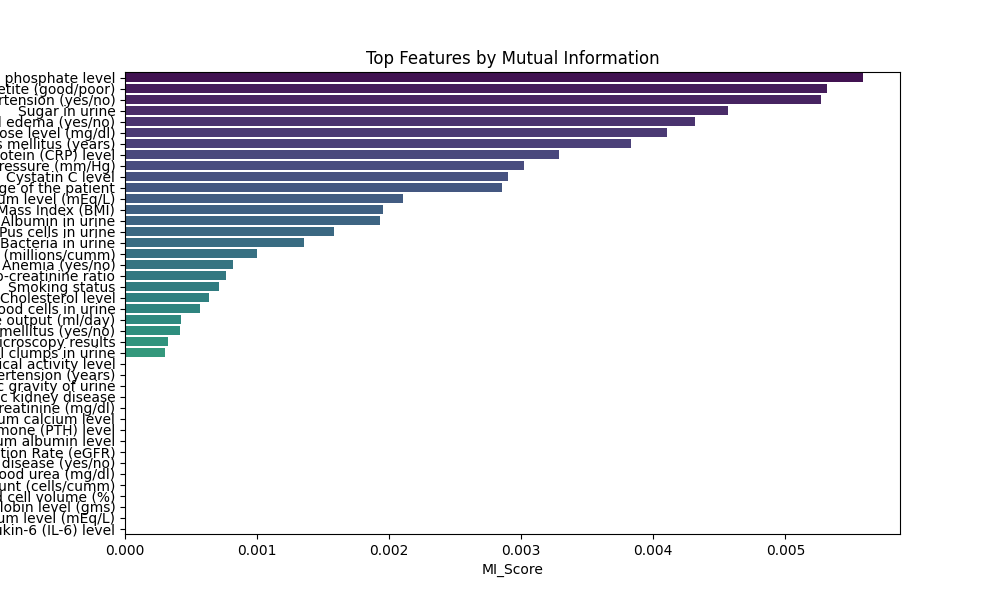 Top Features by Mutual Information
phosphate level
etite (good/poor)
rtension (yes/no)
Sugar in urine
l edema (yes/no)
ose level (mg/dl)
s mellitus (years)
otein (CRP) level
ressure (mm/Hg)
Cystatin C level
ge of the patient
um level (mEq/L)
Mass Index (BMI)
Albumin in urine
Pus cells in urine
Bacteria in urine
(millions/cumm)
Anemia (yes/no)
o-creatinine ratio
Smoking status
Cholesterol level
ood cells in urine
e output (ml/day)
mellitus (yes/no)
icroscopy results
l clumps in urine
ical activity level
ertension (years)
c gravity of urine
c kidney disease
reatinine (mg/dl)
um calcium level
mone (PTH) level
um albumin level
tion Rate (eGFR)
disease (yes/no)
ood urea (mg/dl)
unt (cells/cumm)
d cell volume (%)
lobin level (gms)
um level (mEq/L)
ukin-6 (IL-6) level
0.000 0.001 0.002 0.003 0.004 0.005
MI_Score